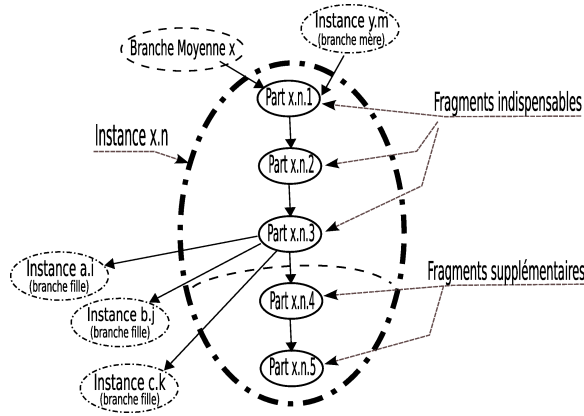 Instance y.m
(branche mère)
Branche Moyenne x
Part x.n.1
Fragments indispensables
Instance x.n
Part x.n.2
Part x.n.3
Instance a.i
(branche fille)
Fragments supplémentaires
Part x.n.4
Instance b.j
(branche fille)
Part x.n.5
Instance c.k
(branche fille)